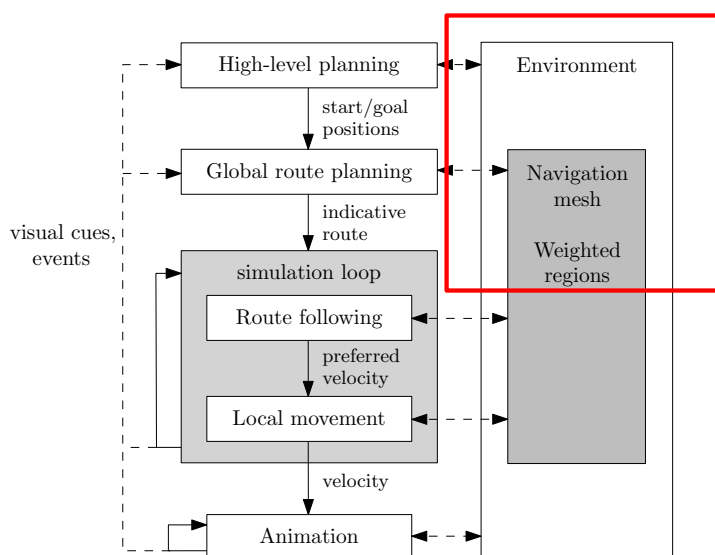 High-level planning
Environment
start/goal
positions
Global route planning
Navigation
mesh
indicative
route
visual cues,
events
Weighted
regions
simulation loop
Route following
preferred
velocity
Local movement
velocity
Animation